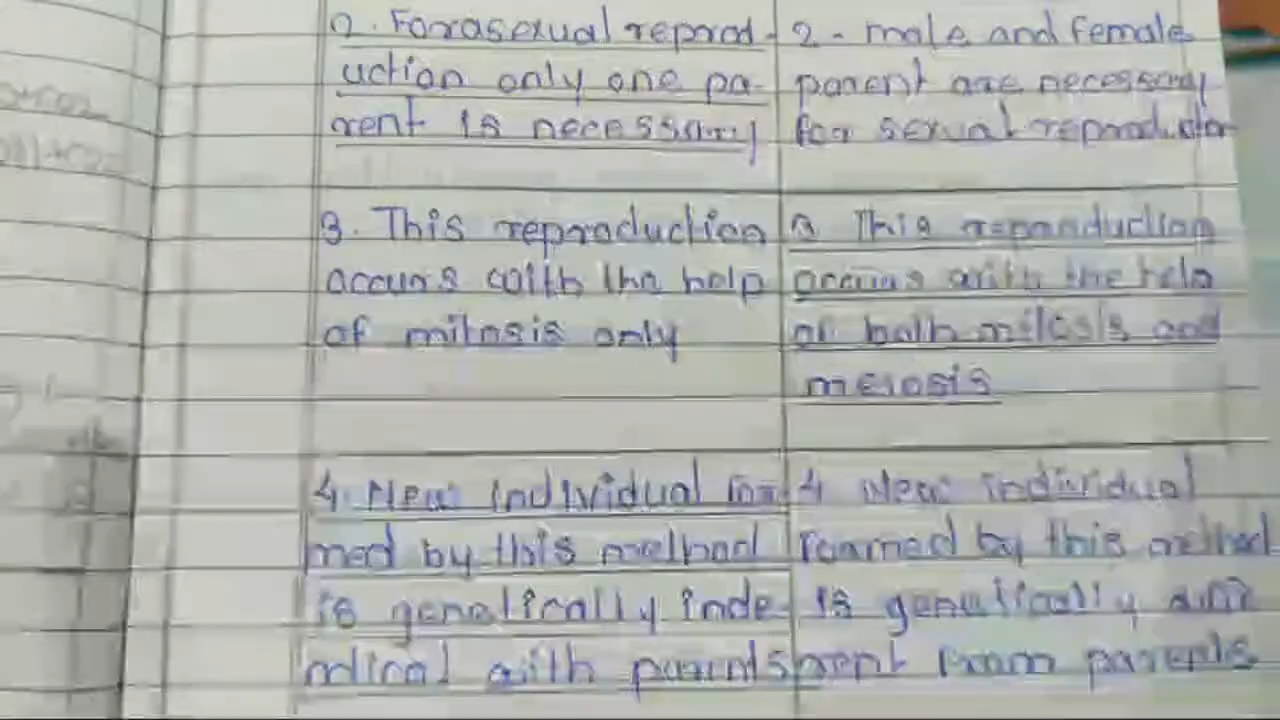 2. For asexual reprod-
uction only one pa-
rent is necessary
3. This reproduction
occurs with the help
of mitosis only
4. New individual for
med by this method
is genetically inde-
ndical with parents
2 - male and female
parent are necessary
for sexual reproduction
3 This reproduction
occurs with the help
of both mitosis and
meiosis
4 New individual
formed by this method
is genetically diffe
rent from parents